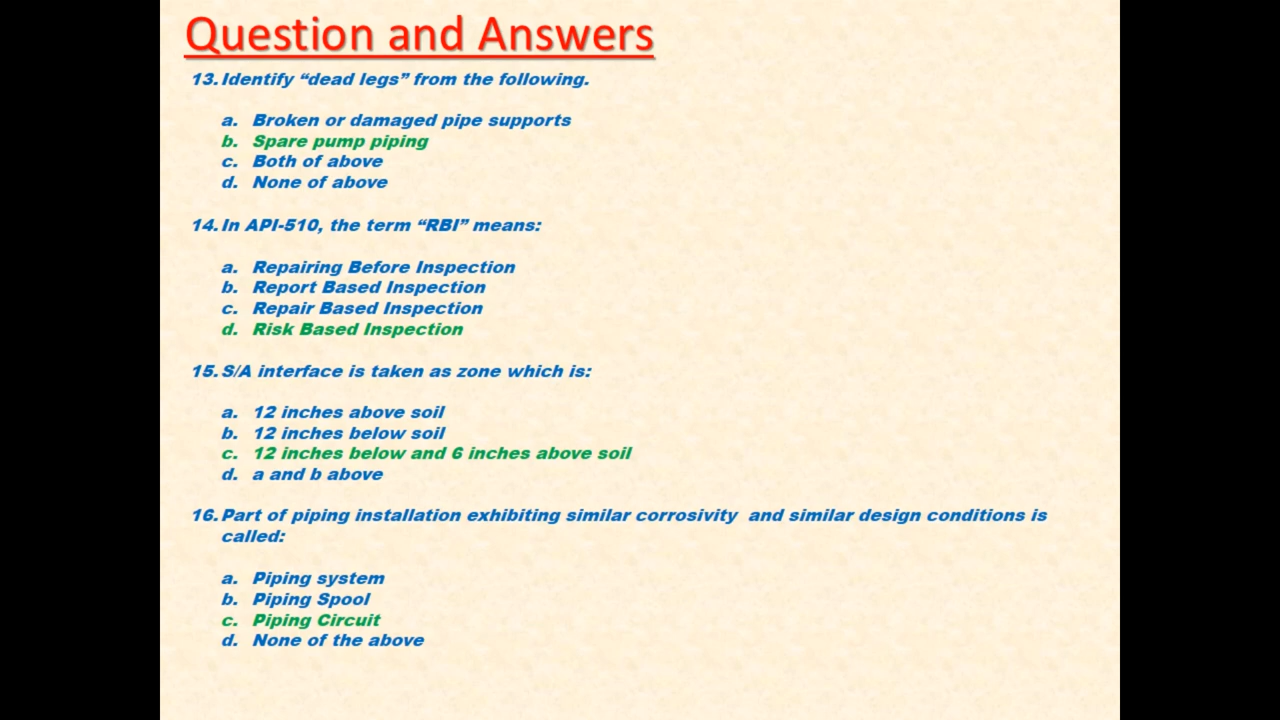 Question and Answers
13. Identify “dead legs” from the following.
a. Broken or damaged pipe supports
b. Spare pump piping
c. Both of above
d. None of above
14. In API-510, the term “RBI” means:
a. Repairing Before Inspection
b. Report Based Inspection
c. Repair Based Inspection
d. Risk Based Inspection
15. S/A interface is taken as zone which is:
a. 12 inches above soil
b. 12 inches below soil
c. 12 inches below and 6 inches above soil
d. a and b above
16. Part of piping installation exhibiting similar corrosivity and similar design conditions is
called:
a. Piping system
b. Piping Spool
c. Piping Circuit
d. None of the above